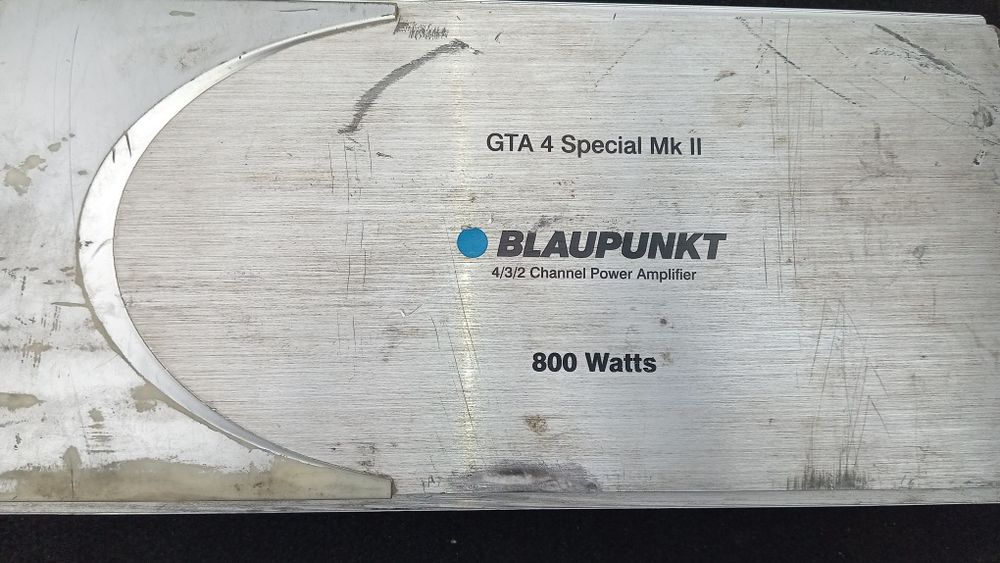 GTA 4 Special Mk II
BLAUPUNKT
4/3/2 Channel Power Amplifier
800 Watts